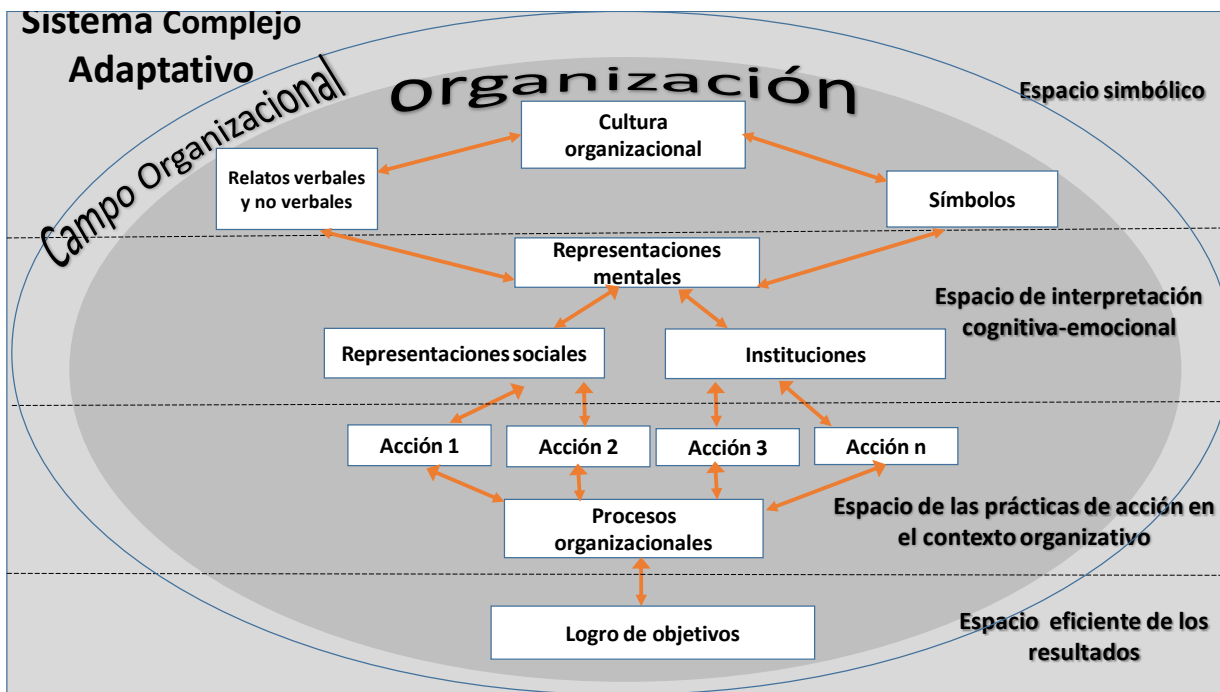 Sistema Complejo
Adaptativo
Campo Organizacional
organización
Espacio simbólico
Cultura
organizacional
Relatos verbales
y no verbales
Símbolos
Representaciones
mentales
Espacio de interpretación
cognitiva-emocional
Representaciones sociales
Instituciones
Acción 1
Acción 2
Acción 3
Acción n
Espacio de las prácticas de acción en
el contexto organizativo
Procesos
organizacionales
Logro de objetivos
Espacio eficiente de los
resultados